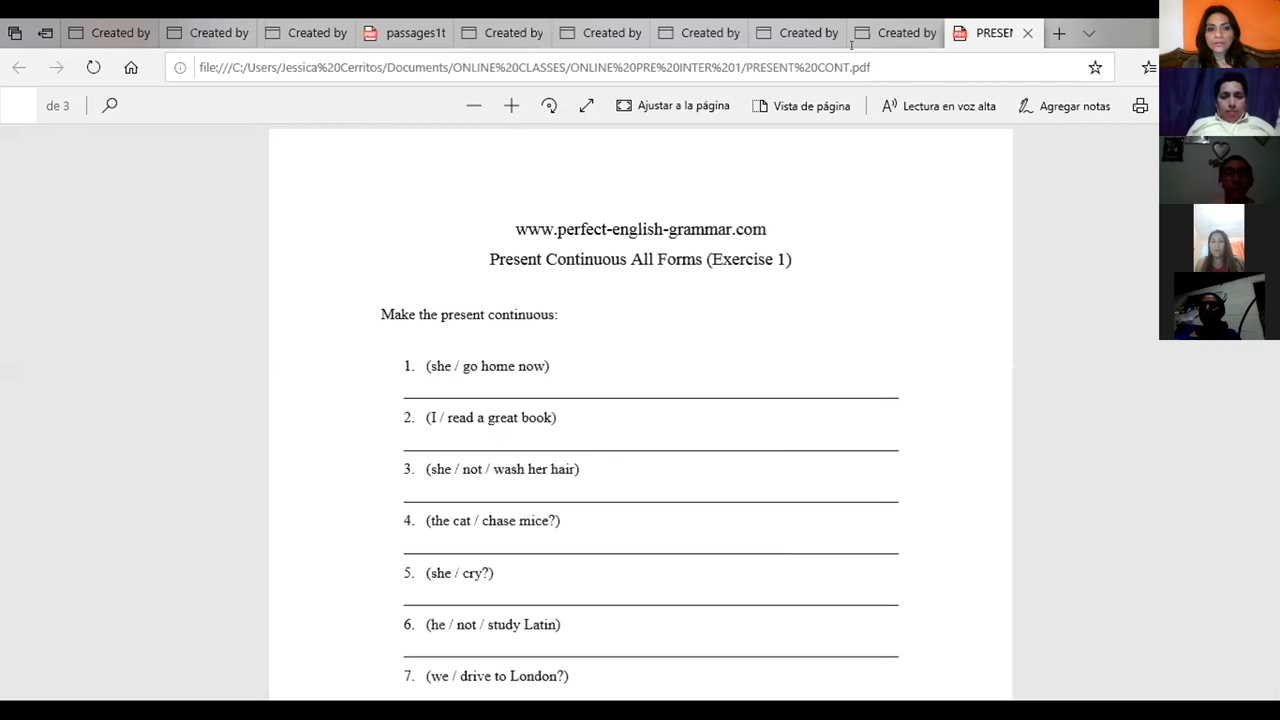 Created by
Created by
Created by
passages1t
Created by
Created by
Created by
Created by
Created by
PRESEN
file:///C:/Users/Jessica%20Cerritos/Documents/ONLINE%20CLASSES/ONLINE%20PRE%20INTER%201/PRESENT%20CONT.pdf
de 3
Ajustar a la página
Vista de página
Lectura en voz alta
Agregar notas
www.perfect-english-grammar.com
Present Continuous All Forms (Exercise 1)
Make the present continuous:
1. (she / go home now)
2. (I / read a great book)
3. (she / not / wash her hair)
4. (the cat / chase mice?)
5. (she / cry?)
6. (he / not / study Latin)
7. (we / drive to London?)